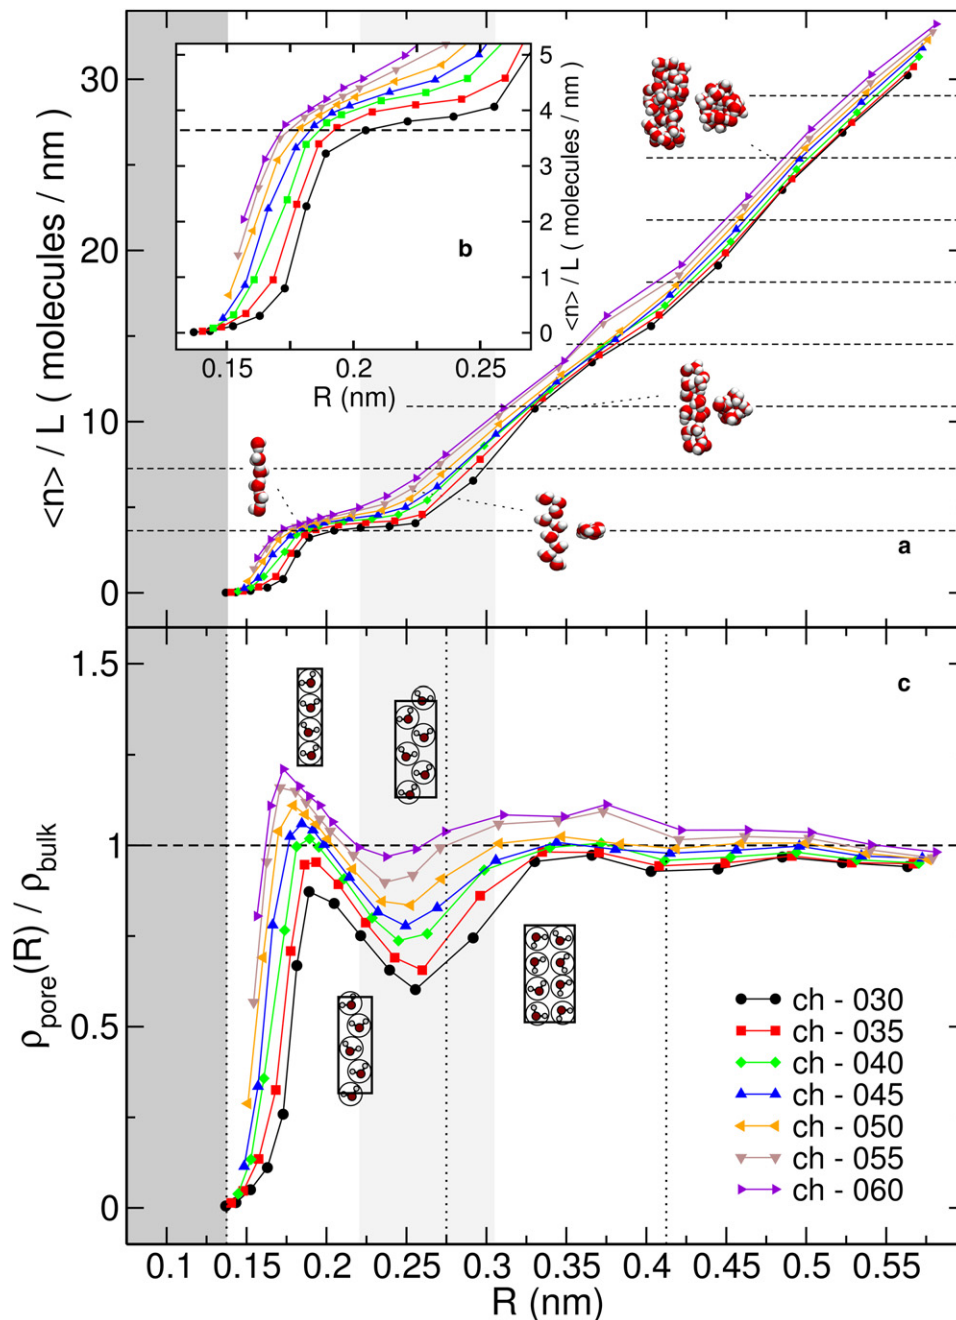 30
20
10
0
<n> / L ( molecules / nm )
5
4
3
2
1
0
<n> / L ( molecules / nm )
b
0.15
0.2
0.25
R (nm)
a
1.5
1
0.5
0
ρpore(R) / ρbulk
c
ch - 030
ch - 035
ch - 040
ch - 045
ch - 050
ch - 055
ch - 060
0.1 0.15 0.2 0.25 0.3 0.35 0.4 0.45 0.5 0.55
R (nm)